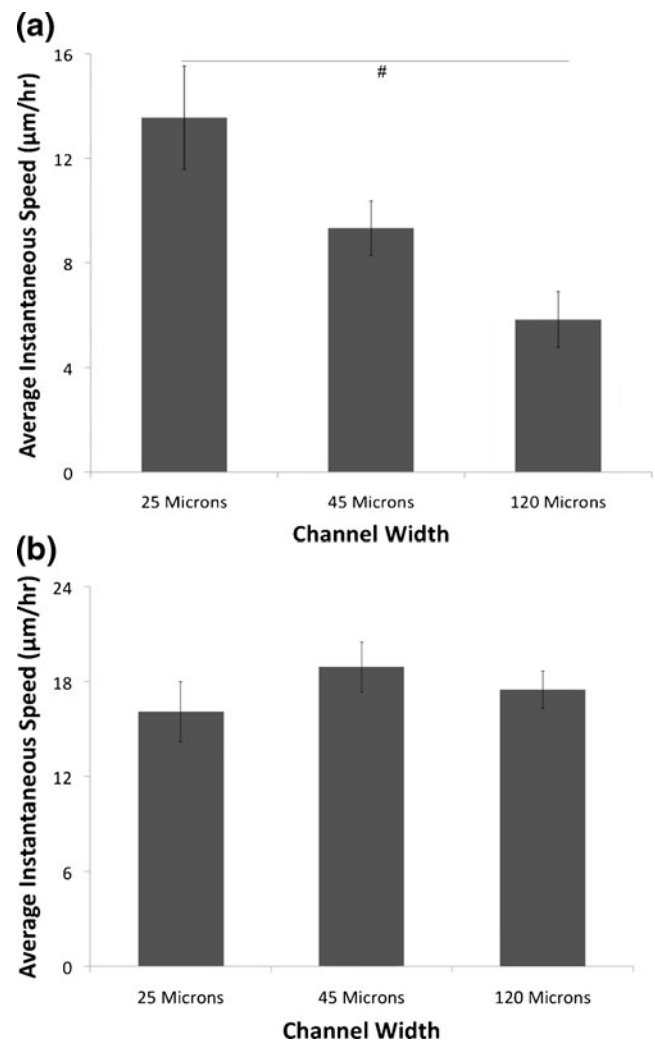 (a)
Average Instantaneous Speed (µm/hr)
16
12
8
4
0
#
25 Microns 45 Microns 120 Microns
Channel Width
(b)
Average Instantaneous Speed (µm/hr)
24
18
12
6
0
25 Microns 45 Microns 120 Microns
Channel Width